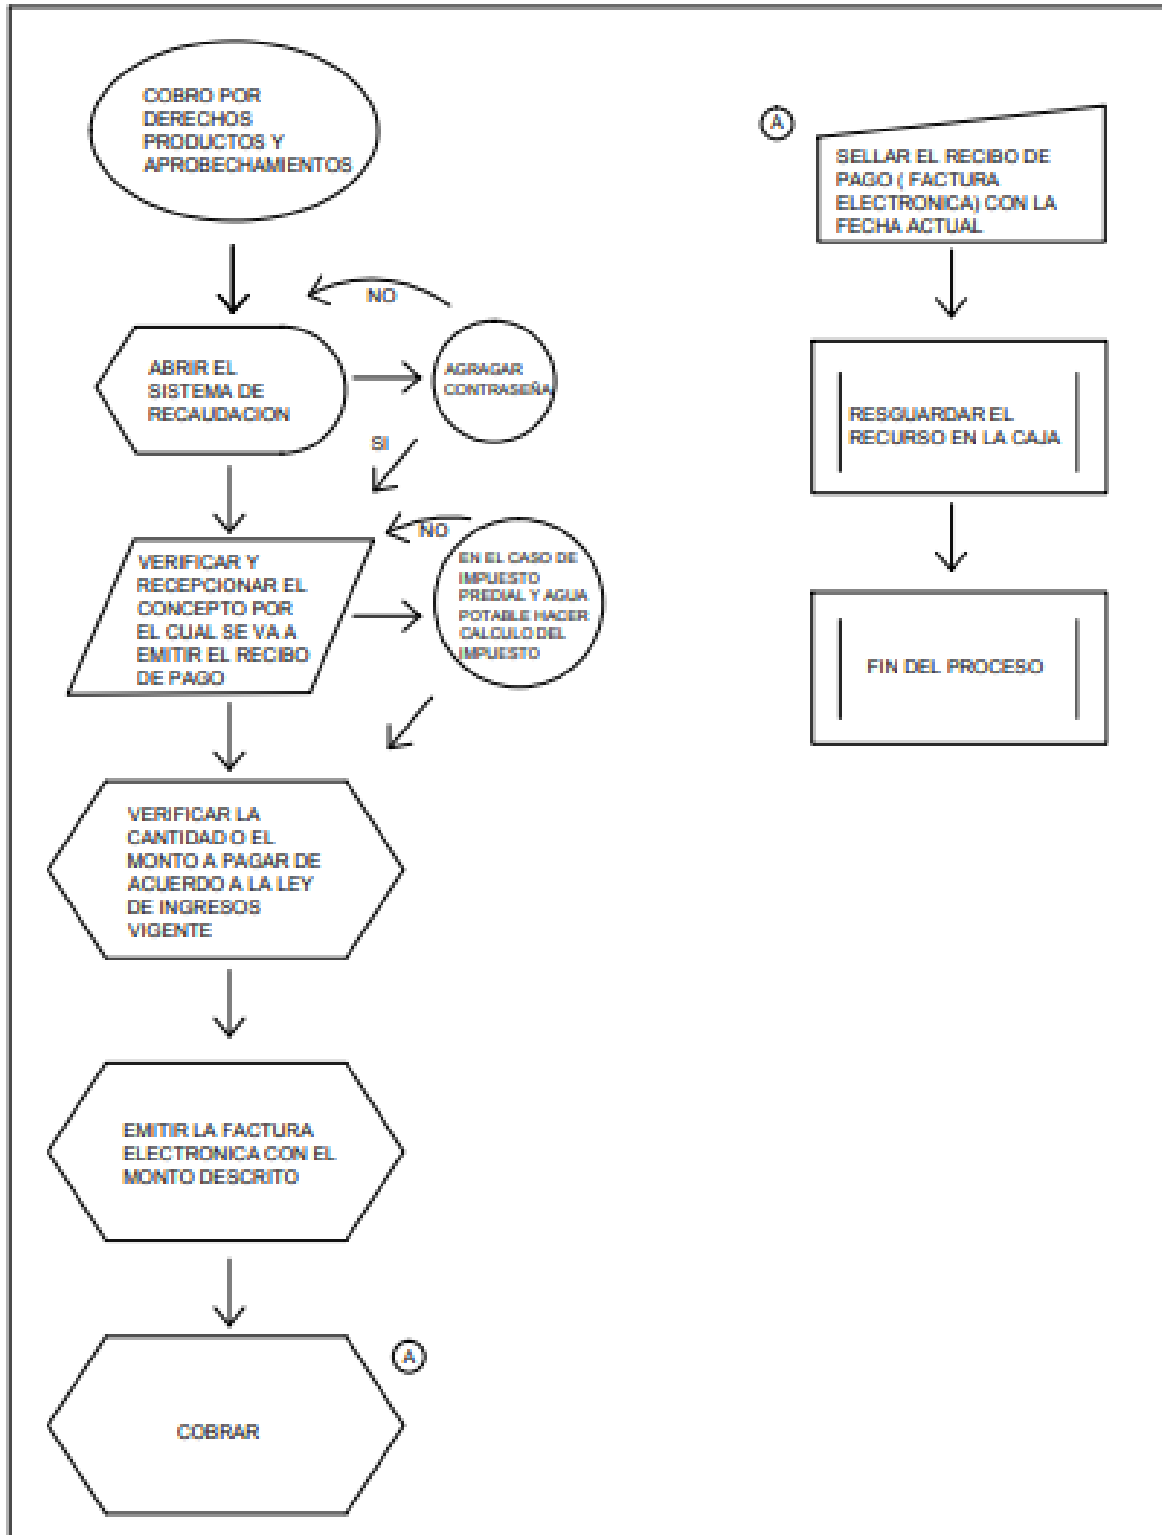 COBRO POR
DERECHOS
PRODUCTOS Y
APROBECHAMIENTOS
NO
ABRIR EL
SISTEMA DE
RECAUDACION
AGRAGAR
CONTRASEÑA
SI
NO
VERIFICAR Y
RECEPCIONAR EL
CONCEPTO POR
EL CUAL SE VA A
EMITIR EL RECIBO
DE PAGO
EN EL CASO DE
IMPUESTO
PREDIAL Y AGUA
POTABLE HACER
CALCULO DEL
IMPUESTO
VERIFICAR LA
CANTIDAD O EL
MONTO A PAGAR DE
ACUERDO A LA LEY
DE INGRESOS
VIGENTE
EMITIR LA FACTURA
ELECTRONICA CON EL
MONTO DESCRITO
A
COBRAR
A
SELLAR EL RECIBO DE
PAGO ( FACTURA
ELECTRONICA) CON LA
FECHA ACTUAL
RESGUARDAR EL
RECURSO EN LA CAJA
FIN DEL PROCESO